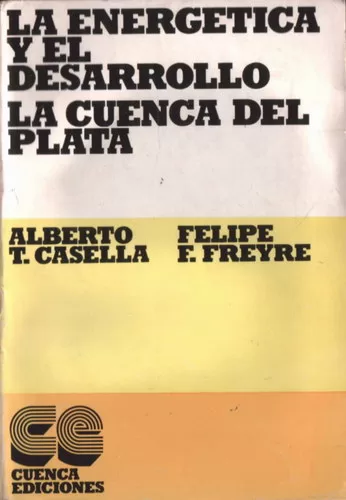 LA ENERGETICA
Y EL
DESARROLLO
LA CUENCA DEL
PLATA
ALBERTO
T. CASELLA
FELIPE
F. FREYRE
ce
CUENCA
EDICIONES